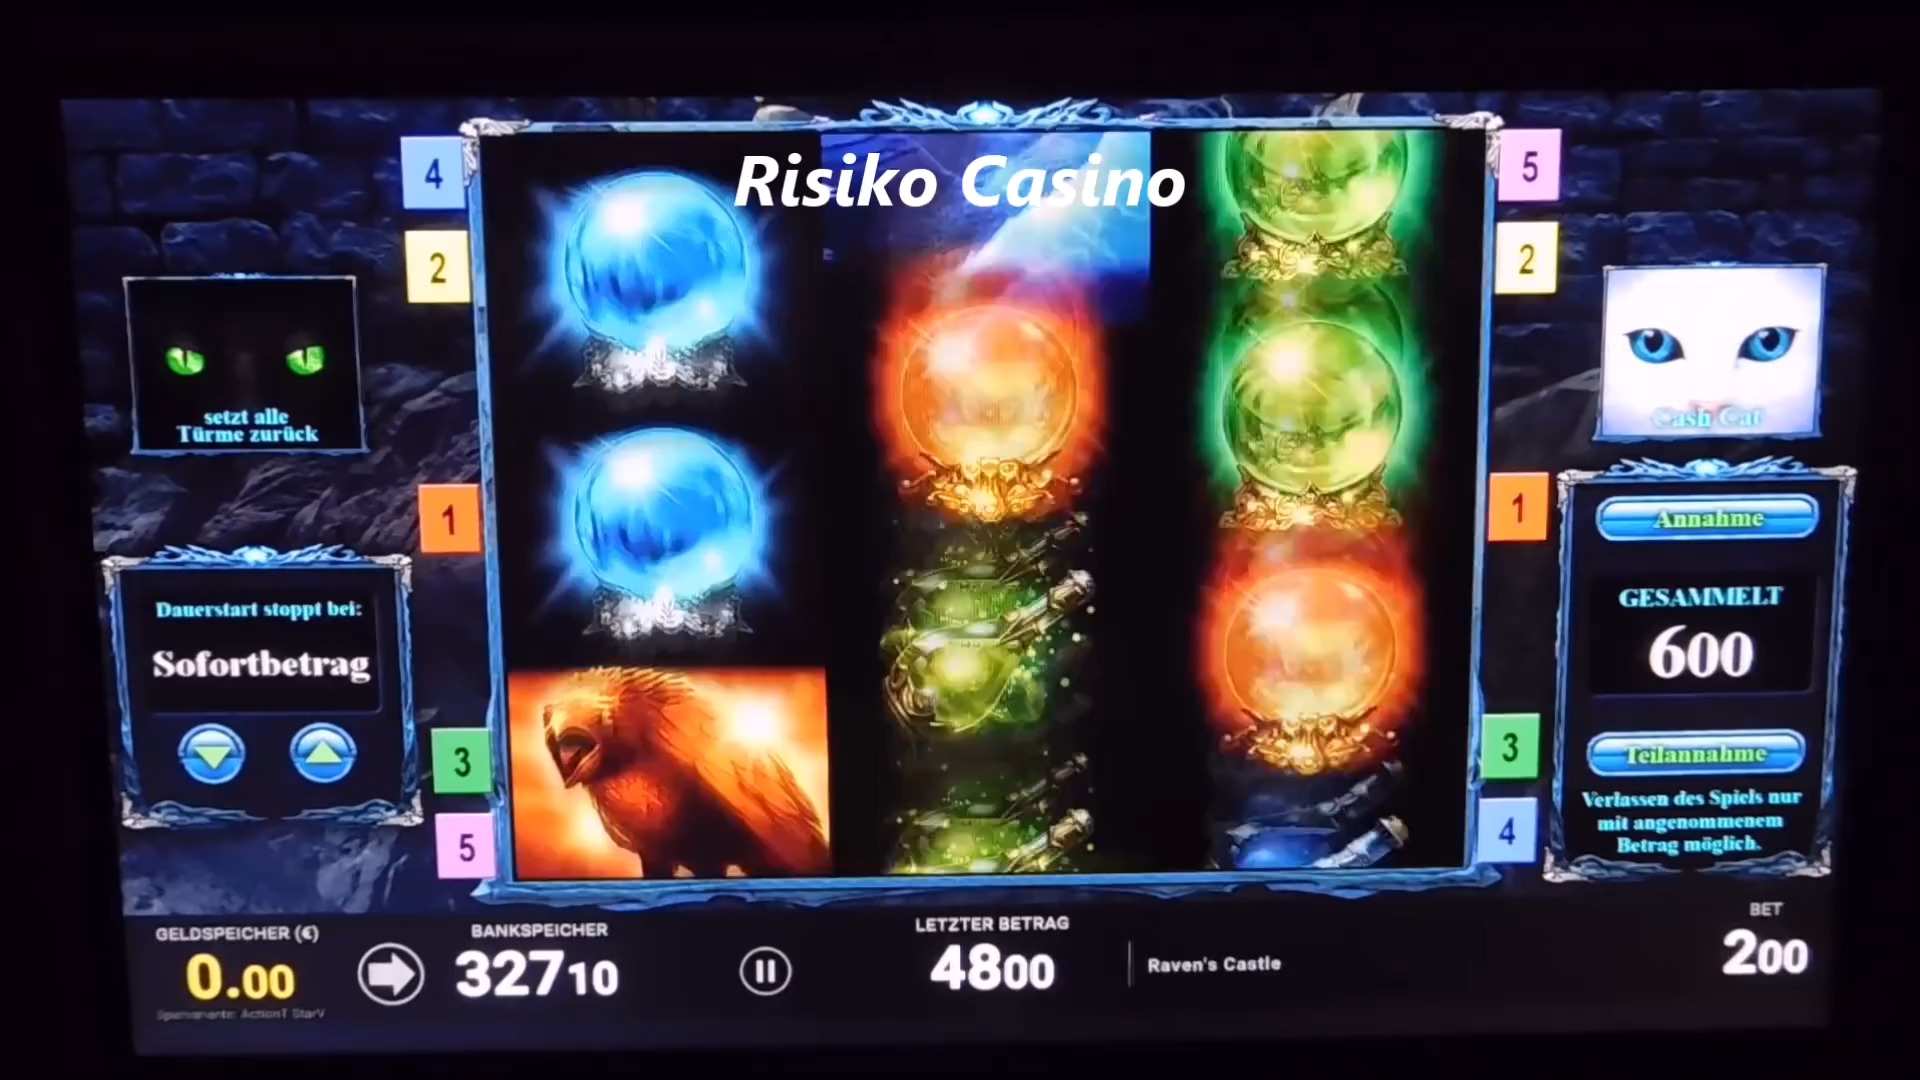 Risiko Casino
4
5
2
2
setzt alle
Türme zurück
Cash Cat
1
1
Annahme
Dauerstart stoppt bei:
Sofortbetrag
GESAMMELT
600
3
3
Teilannahme
Verlassen des Spiels nur
mit angenommenem
Betrag möglich.
5
4
GELDSPEICHER (€)
0.00
BANKSPEICHER
32710
LETZTER BETRAG
4800
Raven's Castle
BET
200